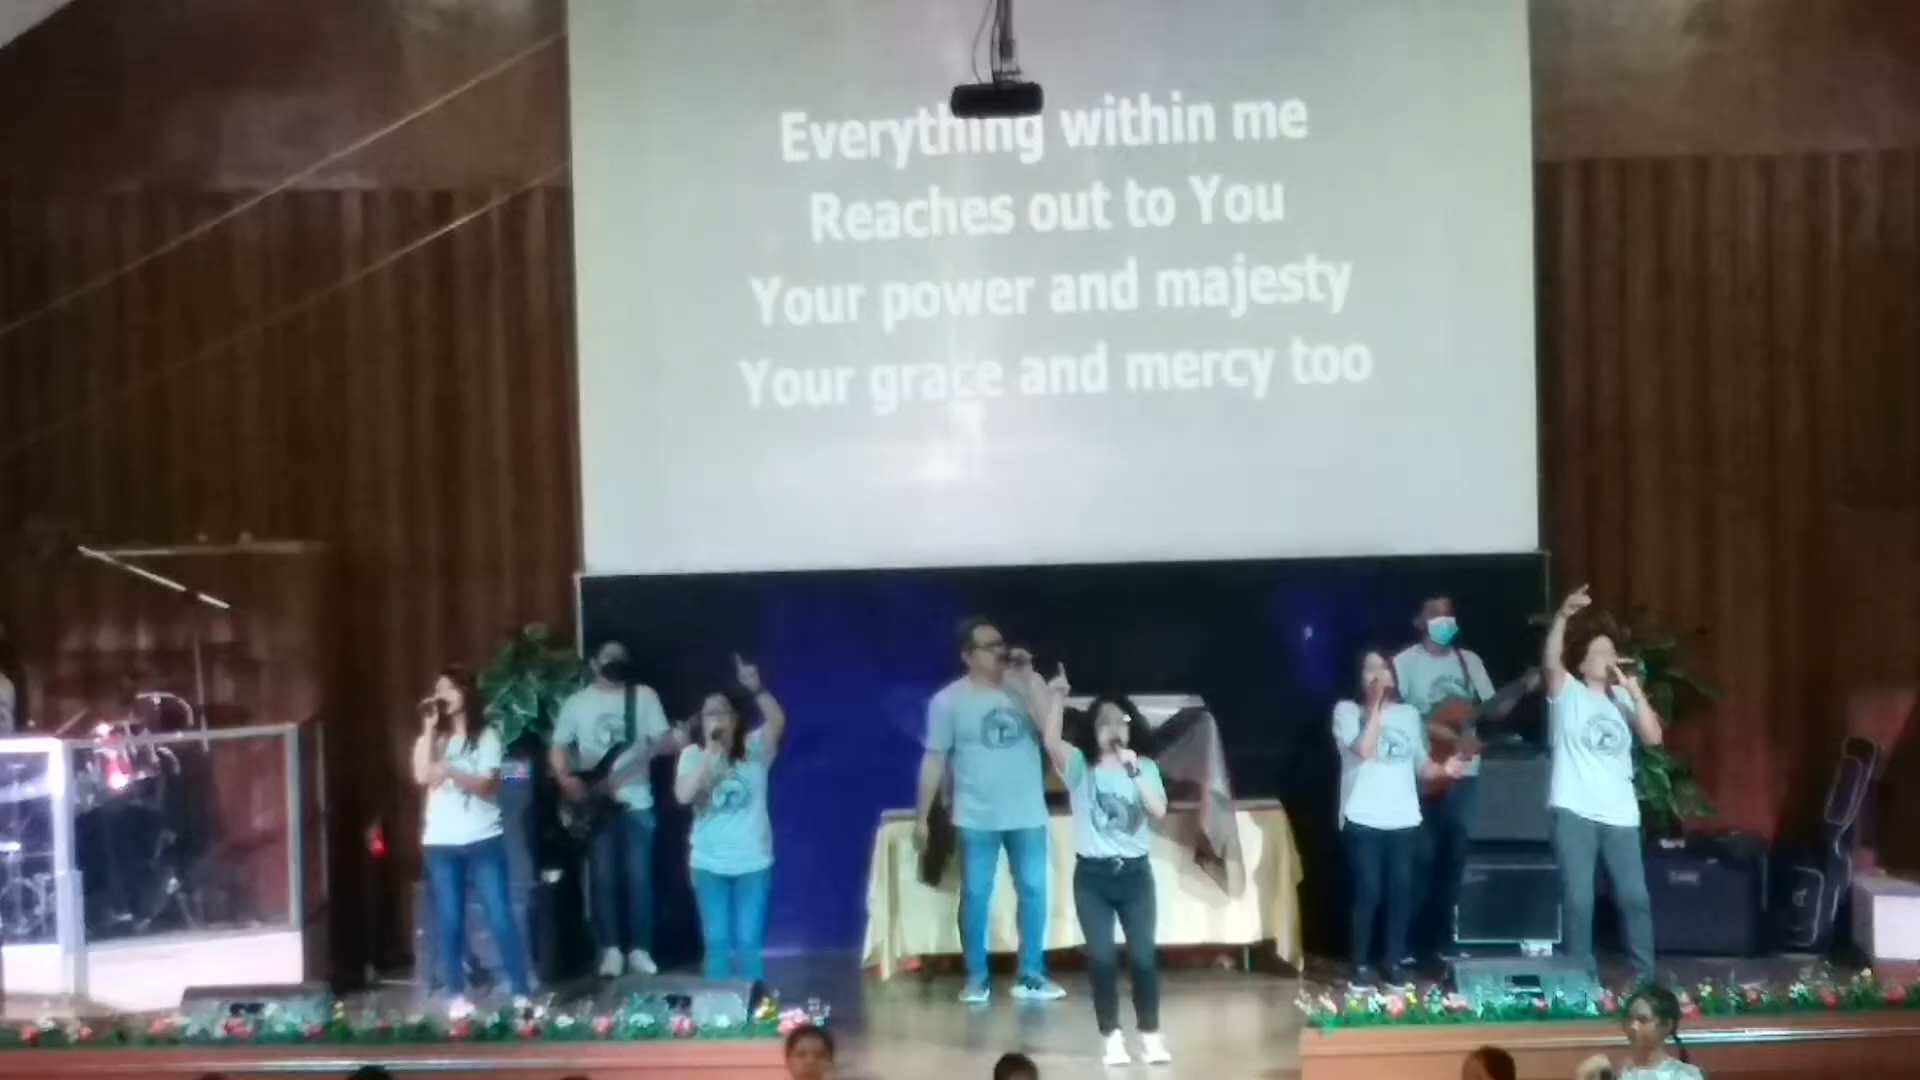 Everything within me
Reaches out to You
Your power and majesty
Your grace and mercy too